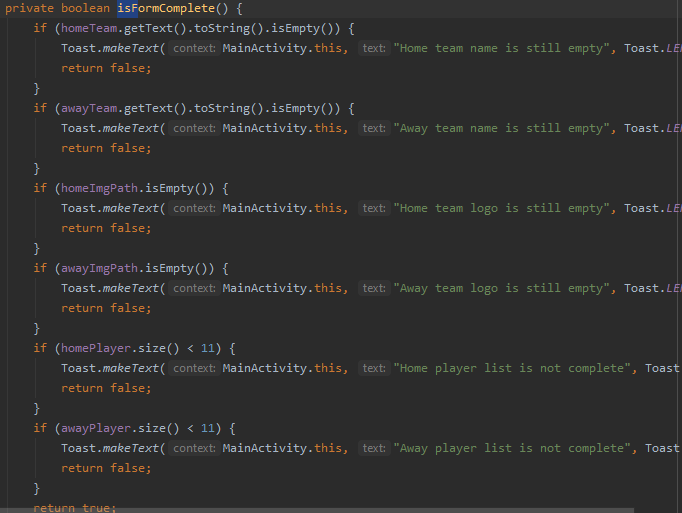 private boolean isFormComplete() {
if (homeTeam.getText().toString().isEmpty()) {
Toast.makeText( context: MainActivity.this, text: "Home team name is still empty", Toast.LE
return false;
}
if (awayTeam.getText().toString().isEmpty()) {
Toast.makeText( context: MainActivity.this, text: "Away team name is still empty", Toast.LE
return false;
}
if (homeImgPath.isEmpty()) {
Toast.makeText( context: MainActivity.this, text: "Home team logo is still empty", Toast.LE
return false;
}
if (awayImgPath.isEmpty()) {
Toast.makeText( context: MainActivity.this, text: "Away team logo is still empty", Toast.LE
return false;
}
if (homePlayer.size() < 11) {
Toast.makeText( context: MainActivity.this, text: "Home player list is not complete", Toast
return false;
}
if (awayPlayer.size() < 11) {
Toast.makeText( context: MainActivity.this, text: "Away player list is not complete", Toast
return false;
}
return true;